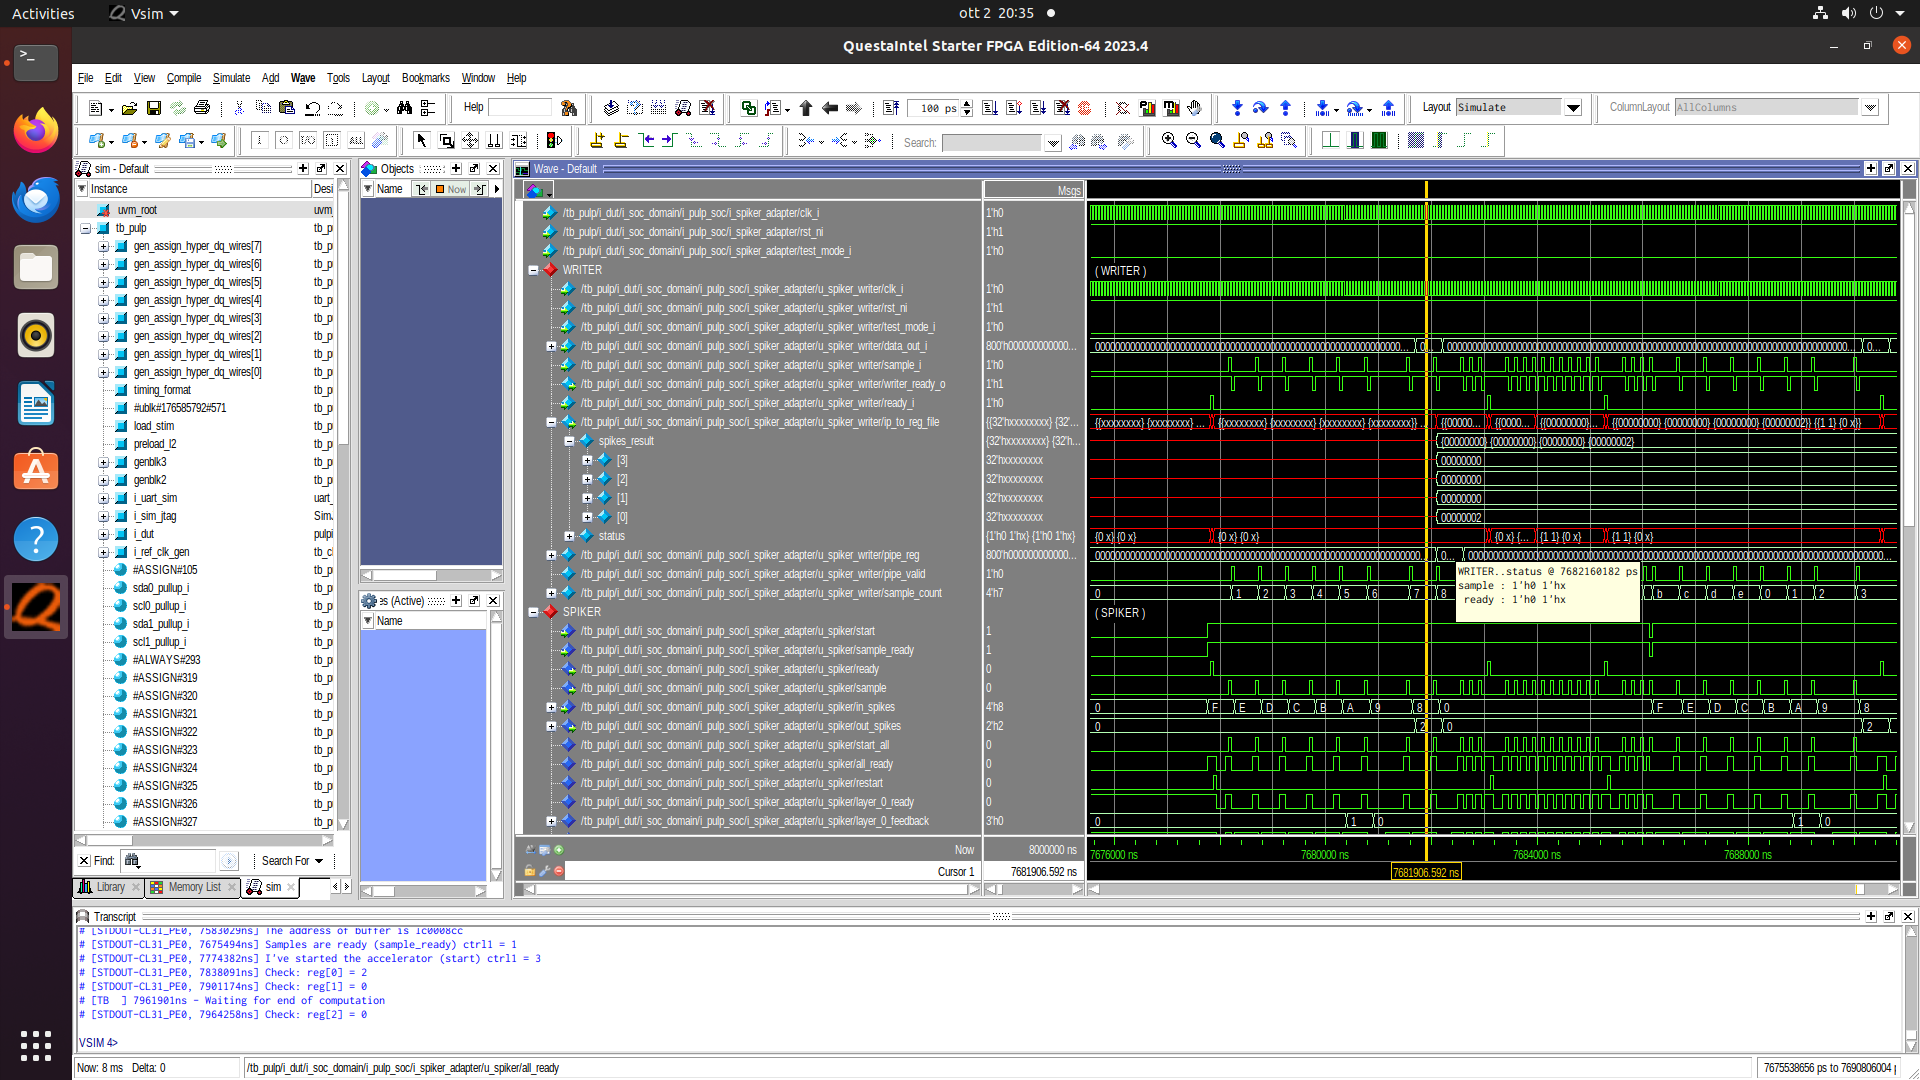 Activities
Vsim
ott 2 20:35
QuestaIntel Starter FPGA Edition-64 2023.4
File Edit View Compile Simulate Add Wave Tools Layout Bookmarks Window Help
Help
100 ps
Layout Simulate
ColumnLayout AllColumns
Search:
sim - Default
Instance Desi
uvm_root uvm_
tb_pulp tb_p
gen_assign_hyper_dq_wires[7] tb_p
gen_assign_hyper_dq_wires[6] tb_p
gen_assign_hyper_dq_wires[5] tb_p
gen_assign_hyper_dq_wires[4] tb_p
gen_assign_hyper_dq_wires[3] tb_p
gen_assign_hyper_dq_wires[2] tb_p
gen_assign_hyper_dq_wires[1] tb_p
gen_assign_hyper_dq_wires[0] tb_p
timing_format tb_p
#ublk#176585792#571 tb_p
load_stim tb_p
preload_l2 tb_p
genblk3 tb_p
genblk2 tb_p
i_uart_sim uart_
i_sim_jtag SimJ
i_dut pulpi
i_ref_clk_gen tb_cl
#ASSIGN#105 tb_p
sda0_pullup_i tb_p
scl0_pullup_i tb_p
sda1_pullup_i tb_p
scl1_pullup_i tb_p
#ALWAYS#293 tb_p
#ASSIGN#319 tb_p
#ASSIGN#320 tb_p
#ASSIGN#321 tb_p
#ASSIGN#322 tb_p
#ASSIGN#323 tb_p
#ASSIGN#324 tb_p
#ASSIGN#325 tb_p
#ASSIGN#326 tb_p
#ASSIGN#327 tb_p
Find: Search For
Library Memory List sim
Objects
Name Now
es (Active)
Name
Wave - Default
Msgs
/tb_pulp/i_dut/i_soc_domain/i_pulp_soc/i_spiker_adapter/clk_i 1'h0
/tb_pulp/i_dut/i_soc_domain/i_pulp_soc/i_spiker_adapter/rst_ni 1'h1
/tb_pulp/i_dut/i_soc_domain/i_pulp_soc/i_spiker_adapter/test_mode_i 1'h0
WRITER ( WRITER )
/tb_pulp/i_dut/i_soc_domain/i_pulp_soc/i_spiker_adapter/u_spiker_writer/clk_i 1'h0
/tb_pulp/i_dut/i_soc_domain/i_pulp_soc/i_spiker_adapter/u_spiker_writer/rst_ni 1'h1
/tb_pulp/i_dut/i_soc_domain/i_pulp_soc/i_spiker_adapter/u_spiker_writer/test_mode_i 1'h0
/tb_pulp/i_dut/i_soc_domain/i_pulp_soc/i_spiker_adapter/u_spiker_writer/data_out_i 800'h000000000000...
/tb_pulp/i_dut/i_soc_domain/i_pulp_soc/i_spiker_adapter/u_spiker_writer/sample_i 1'h0
/tb_pulp/i_dut/i_soc_domain/i_pulp_soc/i_spiker_adapter/u_spiker_writer/writer_ready_o 1'h1
/tb_pulp/i_dut/i_soc_domain/i_pulp_soc/i_spiker_adapter/u_spiker_writer/ready_i 1'h0
/tb_pulp/i_dut/i_soc_domain/i_pulp_soc/i_spiker_adapter/u_spiker_writer/ip_to_reg_file {{32'hxxxxxxxx} {32'... {{xxxxxxxx} {xxxxxxxx} ... {{xxxxxxxx} {xxxxxxxx} {xxxxxxxx} {xxxxxxxx}} ... {{00000... {{0000... {{00000000}... {{00000000} {00000000} {00000000} {00000002}} {{1 1} {0 x}}
spikes_result {32'hxxxxxxxx} {32'h... {00000000} {00000000} {00000000} {00000002}
[3] 32'hxxxxxxxx 00000000
[2] 32'hxxxxxxxx 00000000
[1] 32'hxxxxxxxx 00000000
[0] 32'hxxxxxxxx 00000002
status {1'h0 1'hx} {1'h0 1'hx} {0 x} {0 x} {0 x} {0 x} {0 x} {... {1 1} {0 x} {1 1} {0 x}
/tb_pulp/i_dut/i_soc_domain/i_pulp_soc/i_spiker_adapter/u_spiker_writer/pipe_reg 800'h000000000000...
/tb_pulp/i_dut/i_soc_domain/i_pulp_soc/i_spiker_adapter/u_spiker_writer/pipe_valid 1'h0
/tb_pulp/i_dut/i_soc_domain/i_pulp_soc/i_spiker_adapter/u_spiker_writer/sample_count 4'h7 0 1 2 3 4 5 6 7 8 b c d e 0 1 2 3
WRITER..status @ 7682160182 ps
sample : 1'h0 1'hx
ready : 1'h0 1'hx
SPIKER ( SPIKER )
/tb_pulp/i_dut/i_soc_domain/i_pulp_soc/i_spiker_adapter/u_spiker/start 1
/tb_pulp/i_dut/i_soc_domain/i_pulp_soc/i_spiker_adapter/u_spiker/sample_ready 1
/tb_pulp/i_dut/i_soc_domain/i_pulp_soc/i_spiker_adapter/u_spiker/ready 0
/tb_pulp/i_dut/i_soc_domain/i_pulp_soc/i_spiker_adapter/u_spiker/sample 0
/tb_pulp/i_dut/i_soc_domain/i_pulp_soc/i_spiker_adapter/u_spiker/in_spikes 4'h8 0 F E D C B A 9 8 0 F E D C B A 9 8
/tb_pulp/i_dut/i_soc_domain/i_pulp_soc/i_spiker_adapter/u_spiker/out_spikes 2'h2 0 2 0 2
/tb_pulp/i_dut/i_soc_domain/i_pulp_soc/i_spiker_adapter/u_spiker/start_all 0
/tb_pulp/i_dut/i_soc_domain/i_pulp_soc/i_spiker_adapter/u_spiker/all_ready 0
/tb_pulp/i_dut/i_soc_domain/i_pulp_soc/i_spiker_adapter/u_spiker/restart 0
/tb_pulp/i_dut/i_soc_domain/i_pulp_soc/i_spiker_adapter/u_spiker/layer_0_ready 0
/tb_pulp/i_dut/i_soc_domain/i_pulp_soc/i_spiker_adapter/u_spiker/layer_0_feedback 3'h0 0 1 0 1 0
Now 8000000 ns 7676000 ns 7680000 ns 7684000 ns 7688000 ns
Cursor 1 7681906.592 ns 7681906.592 ns
Transcript
# [STDOUT-CL31_PE0, 7583029ns] The address of buffer is 1c0008cc
# [STDOUT-CL31_PE0, 7675494ns] Samples are ready (sample_ready) ctrl1 = 1
# [STDOUT-CL31_PE0, 7774382ns] I've started the accelerator (start) ctrl1 = 3
# [STDOUT-CL31_PE0, 7838091ns] Check: reg[0] = 2
# [STDOUT-CL31_PE0, 7901174ns] Check: reg[1] = 0
# [TB  ] 7961901ns - Waiting for end of computation
# [STDOUT-CL31_PE0, 7964258ns] Check: reg[2] = 0
VSIM 4>
Now: 8 ms Delta: 0
/tb_pulp/i_dut/i_soc_domain/i_pulp_soc/i_spiker_adapter/u_spiker/all_ready
7675538656 ps to 7690806004 p